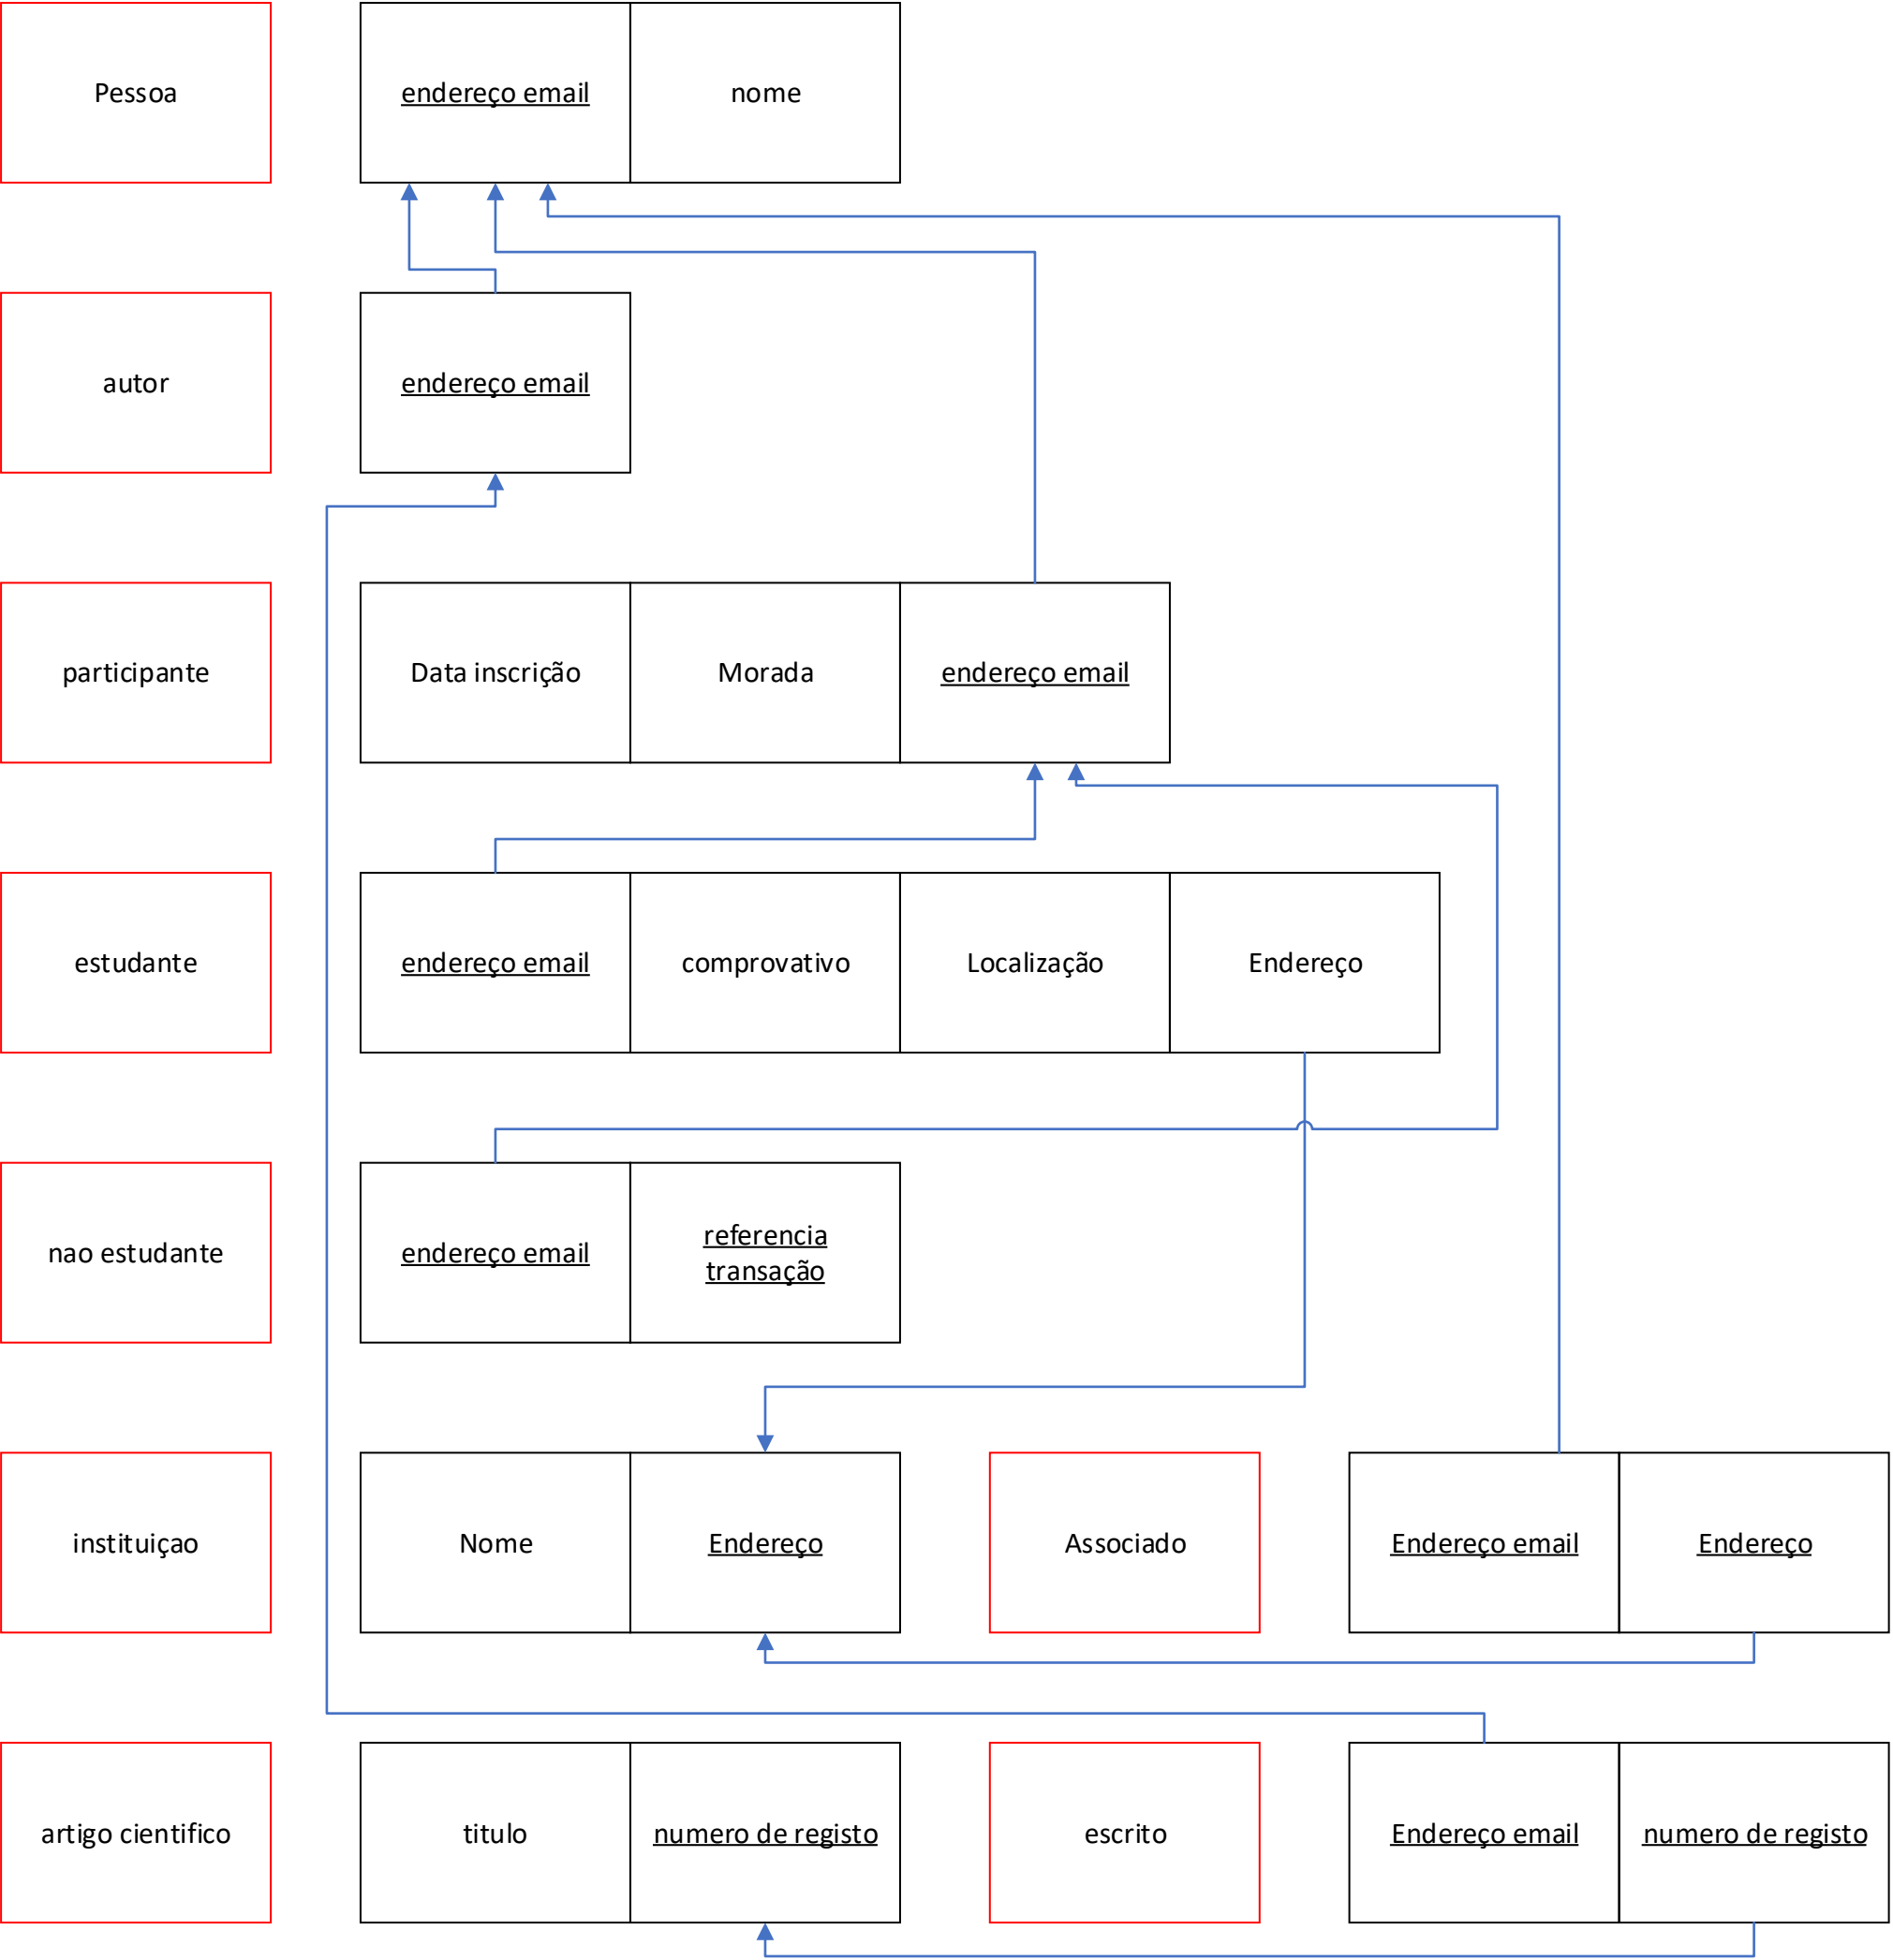 Pessoa
endereço email
nome
autor
endereço email
participante
Data inscrição
Morada
endereço email
estudante
endereço email
comprovativo
Localização
Endereço
nao estudante
endereço email
referencia
transação
instituiçao
Nome
Endereço
Associado
Endereço email
Endereço
artigo cientifico
titulo
numero de registo
escrito
Endereço email
numero de registo